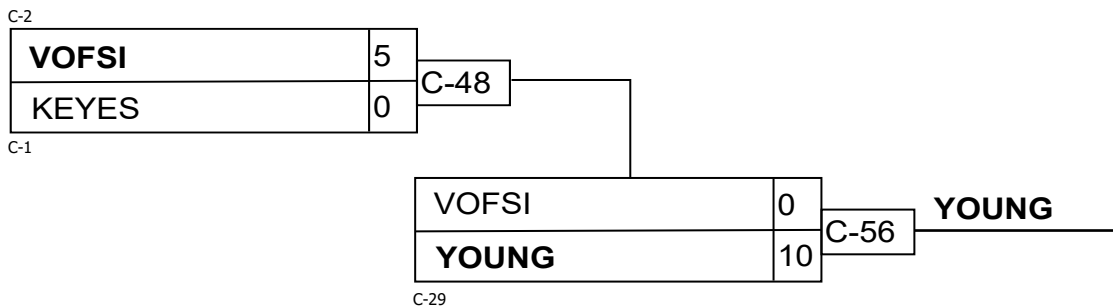 C-2
VOFSI 5
C-48
KEYES 0
C-1
VOFSI 0
C-56
YOUNG
YOUNG 10
C-29